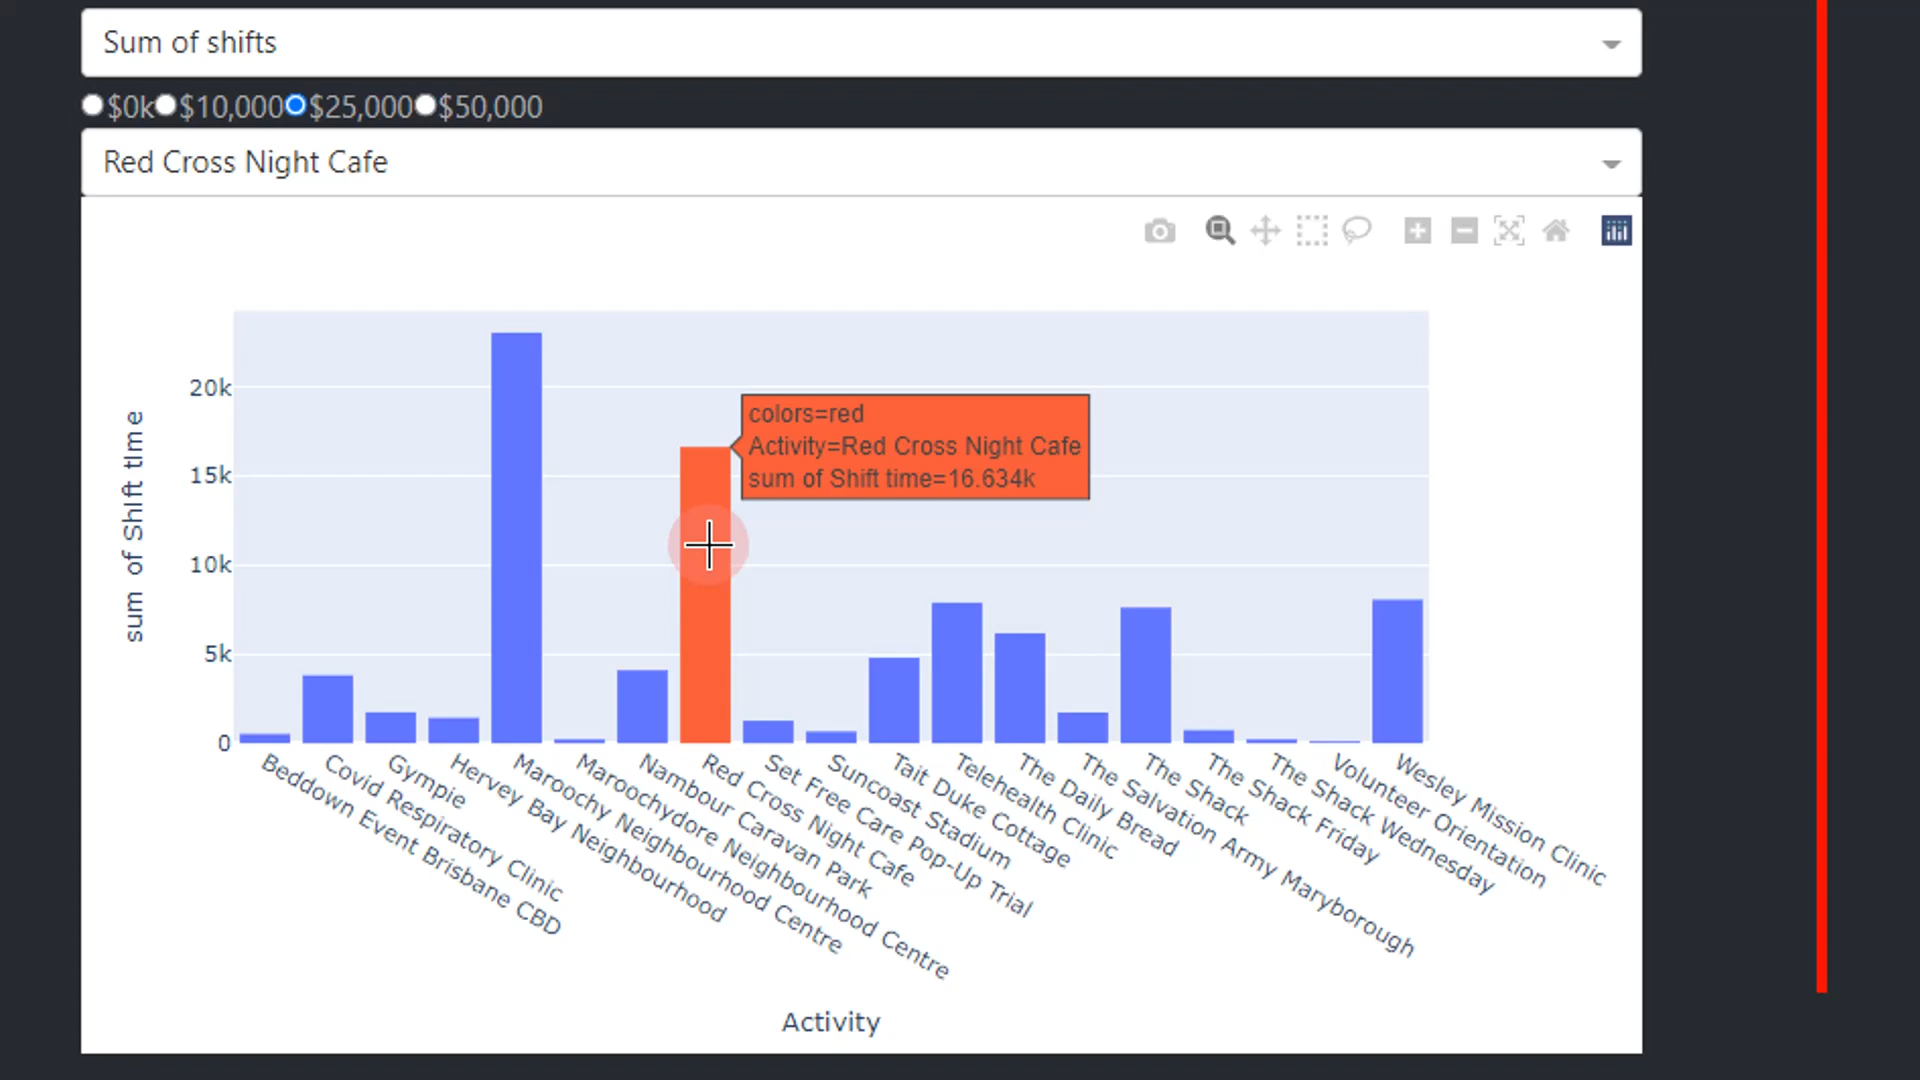 Sum of shifts
$0k $10,000 $25,000 $50,000
Red Cross Night Cafe
20k
15k
10k
5k
0
sum of Shift time
colors=red
Activity=Red Cross Night Cafe
sum of Shift time=16.634k
Beddown Event Brisbane CBD
Covid Respiratory Clinic
Gympie
Hervey Bay Neighbourhood
Maroochy Neighbourhood Centre
Maroochydore Neighbourhood Centre
Nambour Caravan Park
Red Cross Night Cafe
Set Free Care Pop-Up Trial
Suncoast Stadium
Tait Duke Cottage
Telehealth Clinic
The Daily Bread
The Salvation Army Maryborough
The Shack
The Shack Friday
The Shack Wednesday
Volunteer Orientation
Wesley Mission Clinic
Activity